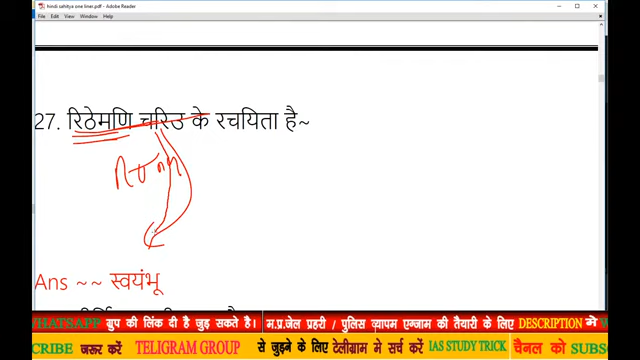 hindi sahitya one liner.pdf - Adobe Reader
File Edit View Window Help
27. रिठेमणि चरिउ के रचयिता है~
Ans ~~ स्वयंभू
WHATSAPP ग्रुप की लिंक दी है जुड़ सकते है। म.प्र.जेल प्रहरी / पुलिस व्यापम एग्जाम की तैयारी के लिए DESCRIPTION मे
CRIBE जरूर करें TELIGRAM GROUP से जुड़ने के लिए टेलीग्राम मे सर्च करें IAS STUDY TRICK चैनल को SUBSC